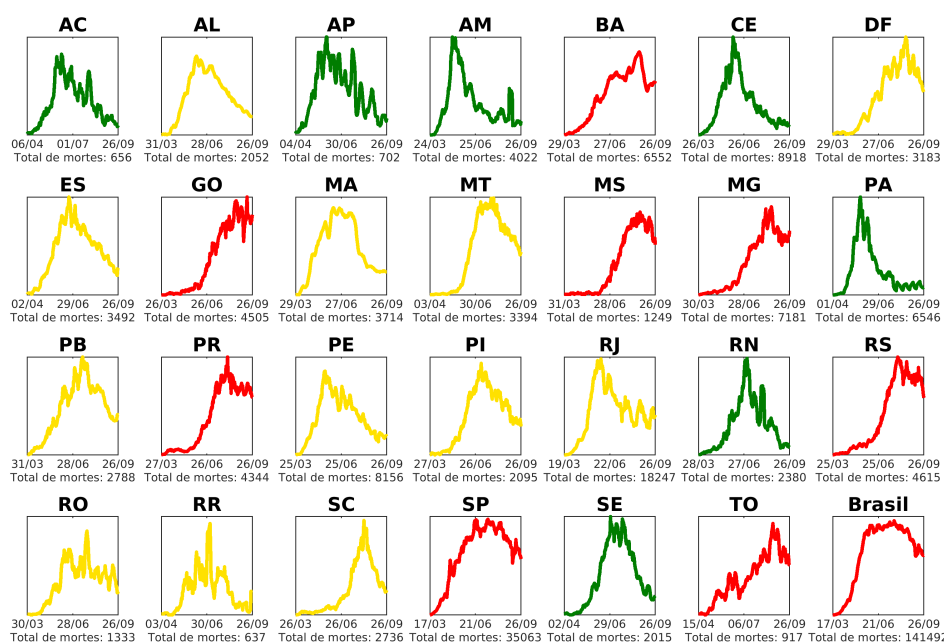 AC AL AP AM BA CE DF
06/04 01/07 26/09 31/03 28/06 26/09 04/04 30/06 26/09 24/03 25/06 26/09 29/03 27/06 26/09 26/03 26/06 26/09 29/03 27/06 26/09
Total de mortes: 656 Total de mortes: 2052 Total de mortes: 702 Total de mortes: 4022 Total de mortes: 6552 Total de mortes: 8918 Total de mortes: 3183
ES GO MA MT MS MG PA
02/03 29/06 26/09 26/03 26/06 26/09 29/03 27/06 26/09 03/04 30/06 26/09 31/03 28/06 26/09 30/03 28/06 26/09 01/04 29/06 26/09
Total de mortes: 3492 Total de mortes: 4505 Total de mortes: 3714 Total de mortes: 3394 Total de mortes: 1249 Total de mortes: 7181 Total de mortes: 6546
PB PR PE PI RJ RN RS
31/03 28/06 26/09 27/03 26/06 26/09 25/03 25/06 26/09 27/03 26/06 26/09 19/03 22/06 26/09 28/03 27/06 26/09 25/03 25/06 26/09
Total de mortes: 2788 Total de mortes: 4344 Total de mortes: 8156 Total de mortes: 2095 Total de mortes: 18247 Total de mortes: 2380 Total de mortes: 4615
RO RR SC SP SE TO Brasil
30/03 28/06 26/09 03/04 30/06 26/09 26/03 26/06 26/09 17/03 21/06 26/09 02/04 29/06 26/09 15/04 06/07 26/09 17/03 21/06 26/09
Total de mortes: 1333 Total de mortes: 637 Total de mortes: 2736 Total de mortes: 35063 Total de mortes: 2015 Total de mortes: 917 Total de mortes: